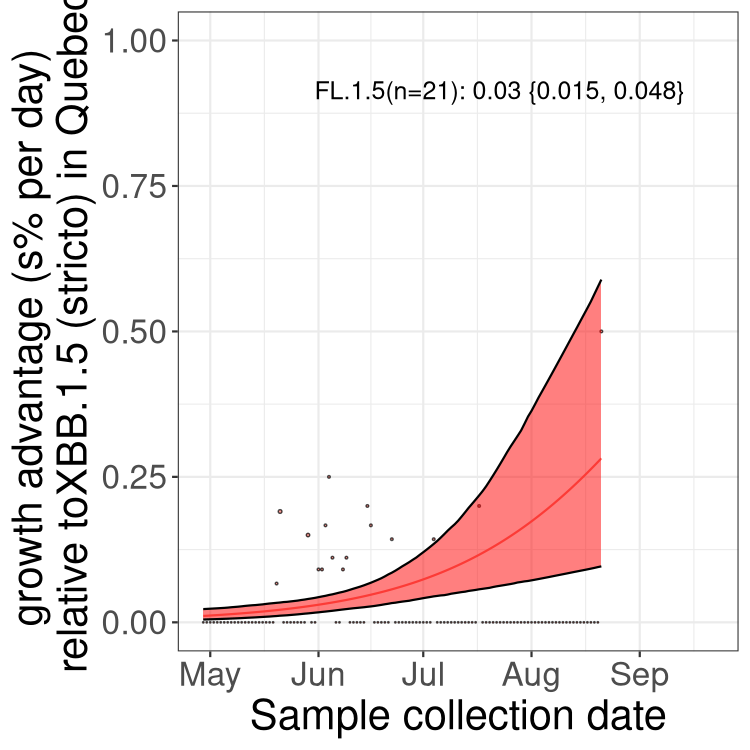 growth advantage (s% per day)
relative toXBB.1.5 (stricto) in Quebec
1.00
0.75
0.50
0.25
0.00
FL.1.5(n=21): 0.03 {0.015, 0.048}
May Jun Jul Aug Sep
Sample collection date